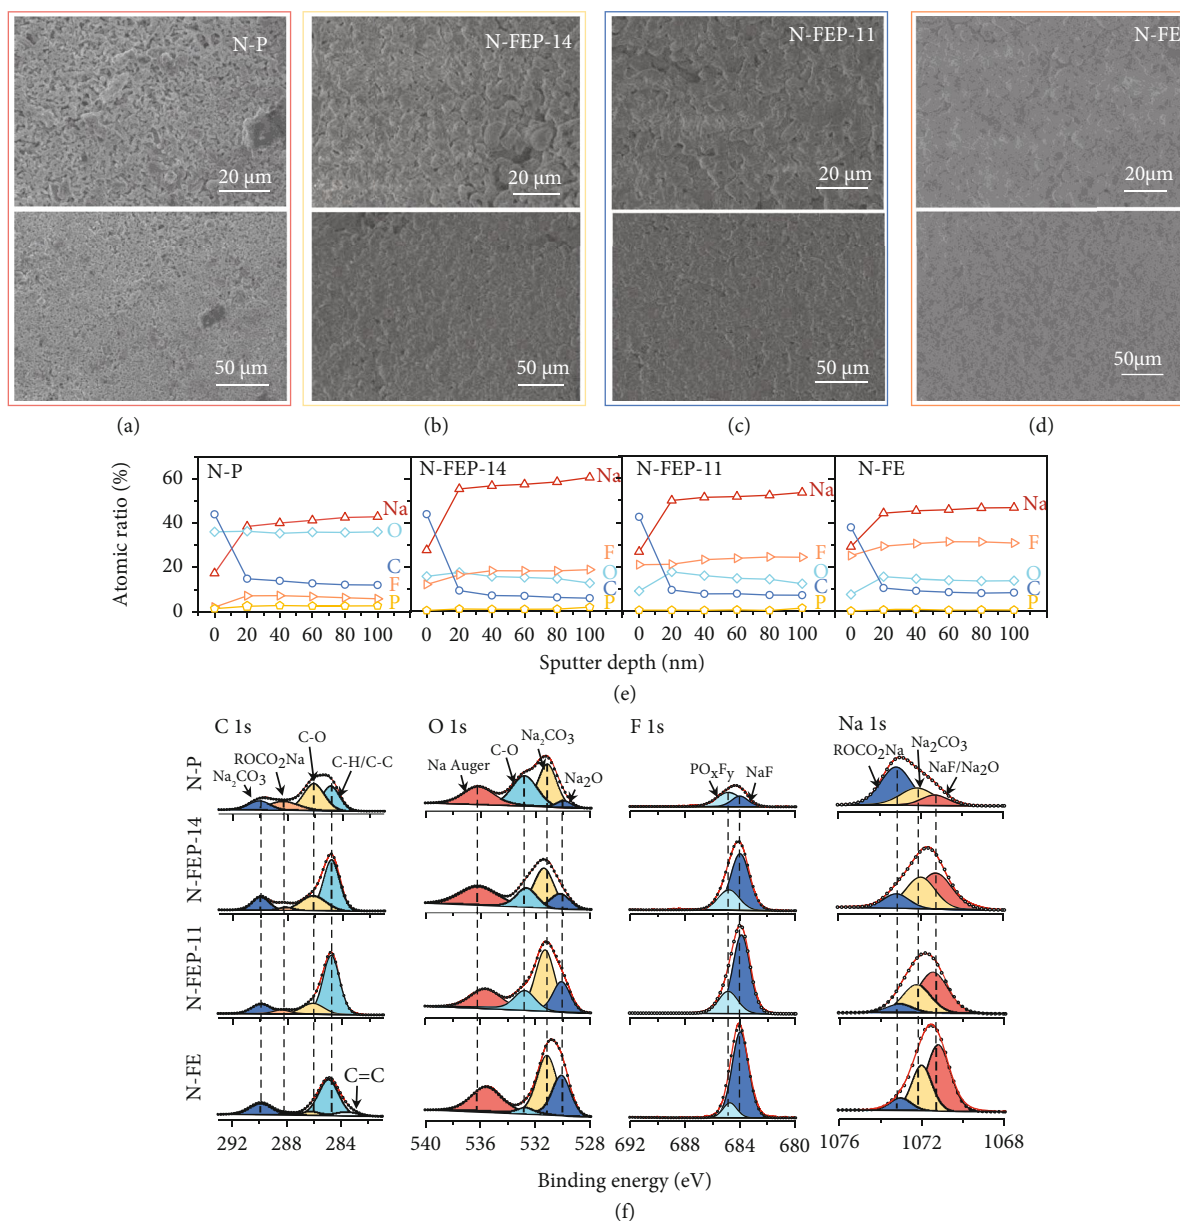 N-P
N-FEP-14
N-FEP-11
N-FE
20 μm
20 μm
20 μm
20μm
50 μm
50 μm
50 μm
50μm
(a)
(b)
(c)
(d)
Atomic ratio (%)
60
40
20
0
N-P
Na
O
C
F
P
0 20 40 60 80 100
N-FEP-14
Na
F
O
C
P
0 20 40 60 80 100
N-FEP-11
Na
F
O
C
P
0 20 40 60 80 100
N-FE
Na
F
O
C
P
0 20 40 60 80 100
Sputter depth (nm)
(e)
C 1s
O 1s
F 1s
Na 1s
N-P
N-FEP-14
N-FEP-11
N-FE
Na2CO3
ROCO2Na
C-O
C-H/C-C
C=C
292 288 284
Na Auger
C-O
Na2CO3
Na2O
540 536 532 528
POxFy
NaF
692 688 684 680
ROCO2Na
Na2CO3
NaF/Na2O
1076 1072 1068
Binding energy (eV)
(f)